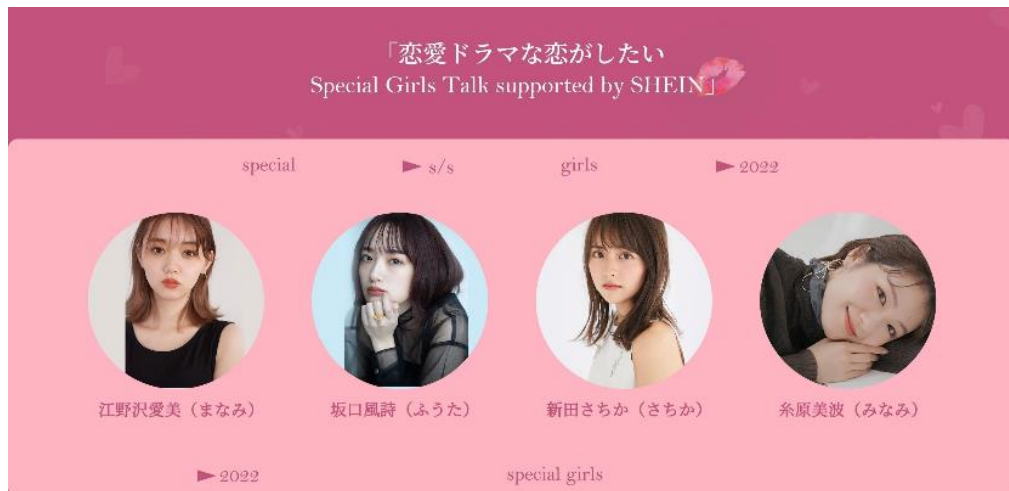 「恋愛ドラマな恋がしたい
Special Girls Talk supported by SHEIN」
special ► s/s girls ► 2022
江野沢愛美（まなみ） 坂口風詩（ふうた） 新田さちか（さちか） 糸原美波（みなみ）
► 2022 special girls